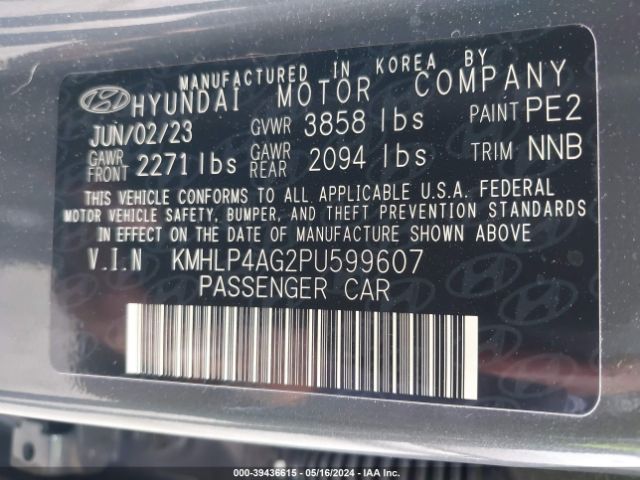 MANUFACTURED IN KOREA BY
HYUNDAI MOTOR COMPANY
JUN/02/23 GVWR 3858 lbs PAINT PE2
GAWR FRONT 2271 lbs GAWR REAR 2094 lbs TRIM NNB
THIS VEHICLE CONFORMS TO ALL APPLICABLE U.S.A. FEDERAL
MOTOR VEHICLE SAFETY, BUMPER, AND THEFT PREVENTION STANDARDS
IN EFFECT ON THE DATE OF MANUFACTURE SHOWN ABOVE
V.I.N KMHLP4AG2PU599607
PASSENGER CAR
000-39436615 - 05/16/2024 - IAA Inc.